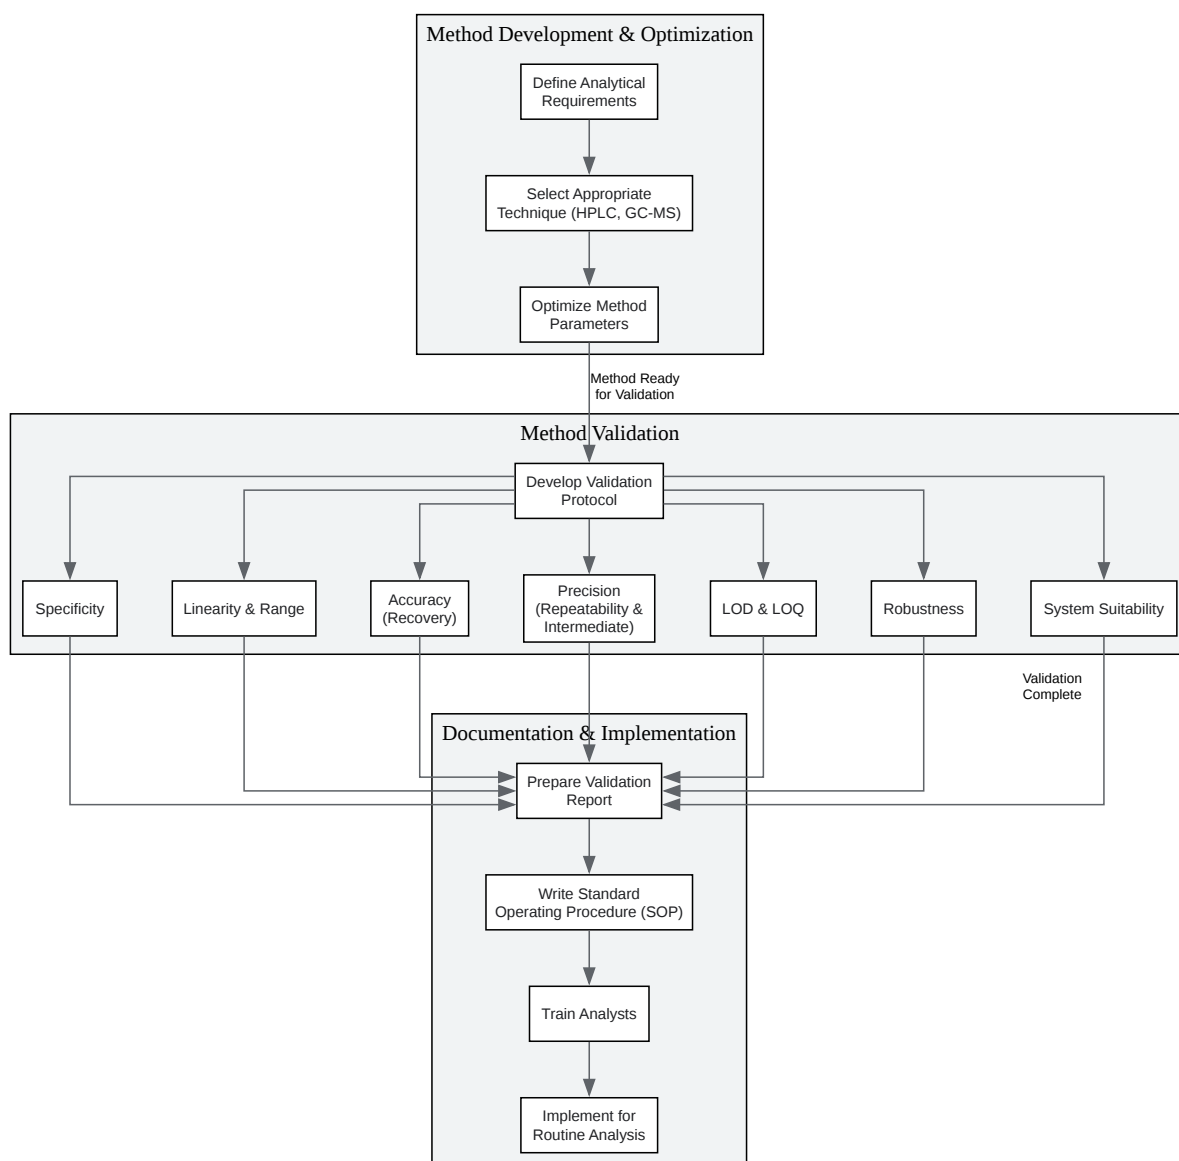 Method Development & Optimization
Define Analytical
Requirements
Select Appropriate
Technique (HPLC, GC-MS)
Optimize Method
Parameters
Method Ready
for Validation
Method Validation
Develop Validation
Protocol
Specificity
Linearity & Range
Accuracy
(Recovery)
Precision
(Repeatability &
Intermediate)
LOD & LOQ
Robustness
System Suitability
Validation
Complete
Documentation & Implementation
Prepare Validation
Report
Write Standard
Operating Procedure (SOP)
Train Analysts
Implement for
Routine Analysis